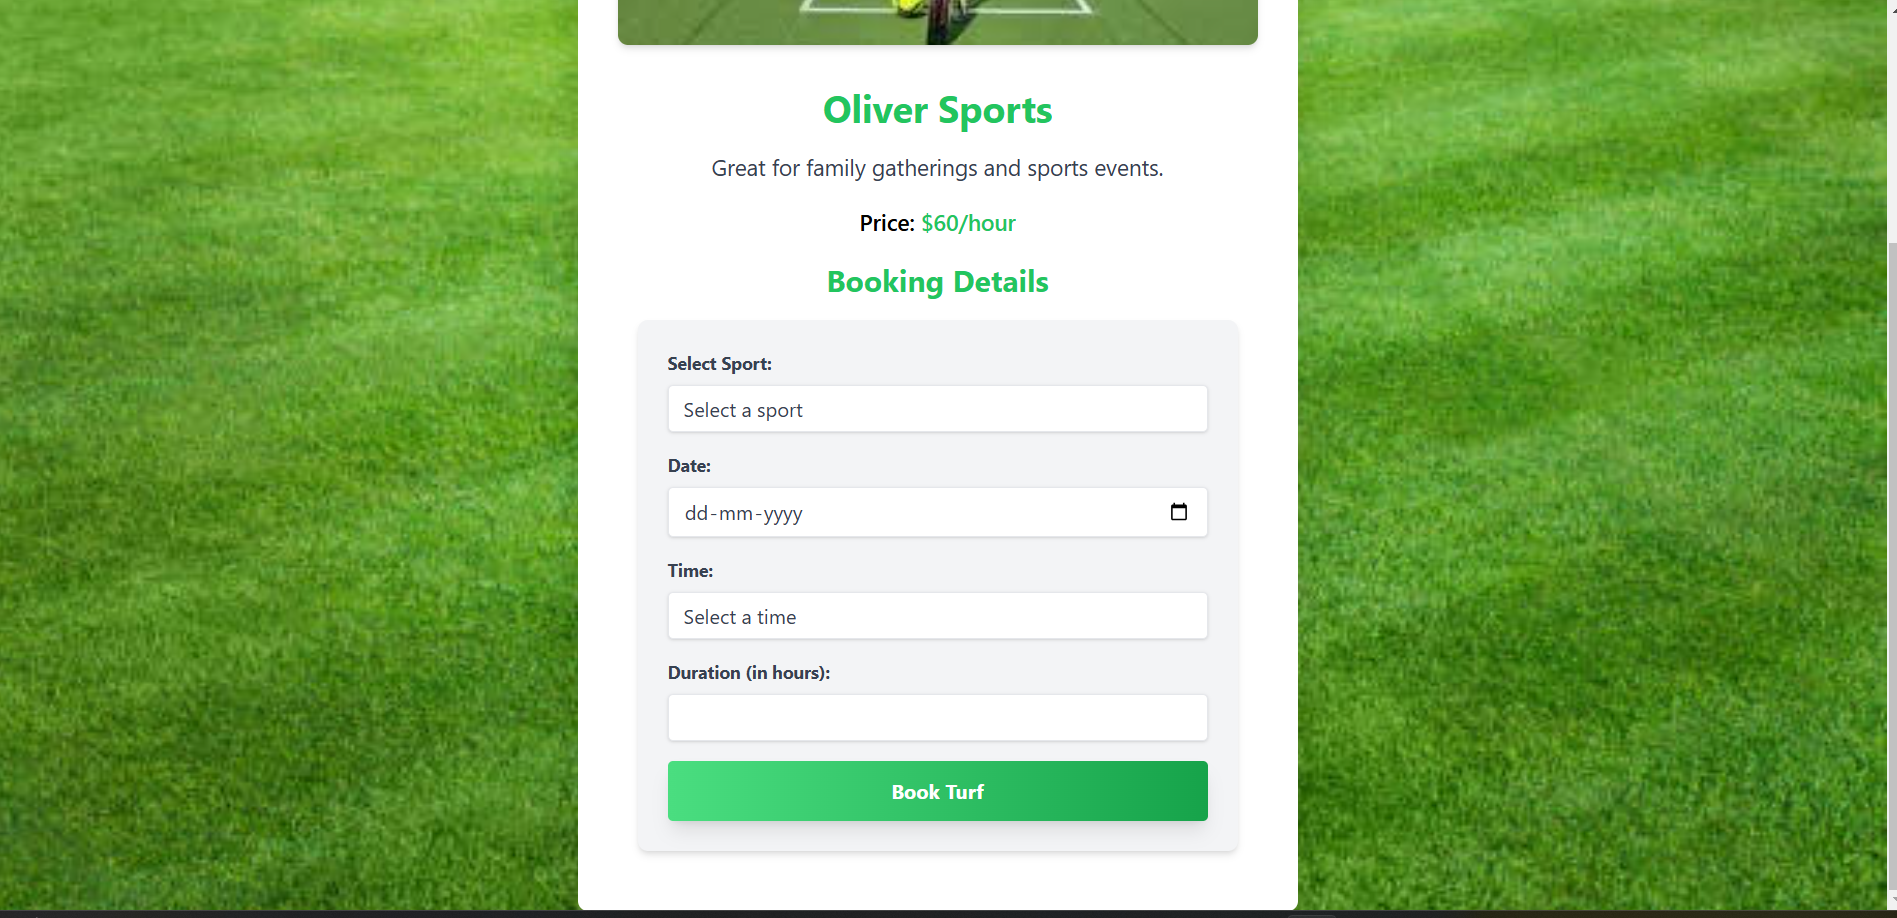 Oliver Sports
Great for family gatherings and sports events.
Price: $60/hour
Booking Details
Select Sport:
Select a sport
Date:
dd-mm-yyyy
Time:
Select a time
Duration (in hours):
Book Turf